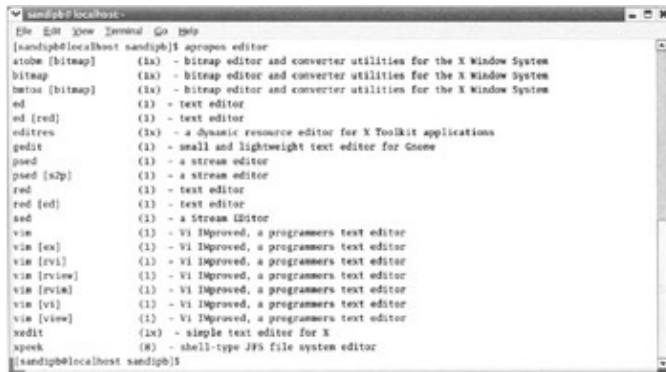 sandipb@localhost:~
File Edit View Terminal Go Help
[sandipb@localhost sandipb]$ apropos editor
atobm [bitmap] (1x) - bitmap editor and converter utilities for the X Window System
bitmap (1x) - bitmap editor and converter utilities for the X Window System
bmtoa [bitmap] (1x) - bitmap editor and converter utilities for the X Window System
ed (1) - text editor
ed [red] (1) - text editor
editres (1x) - a dynamic resource editor for X Toolkit applications
gedit (1) - small and lightweight text editor for Gnome
psed (1) - a stream editor
psed [s2p] (1) - a stream editor
red (1) - text editor
red [ed] (1) - text editor
sed (1) - a Stream EDitor
vim (1) - Vi IMproved, a programmers text editor
vim [ex] (1) - Vi IMproved, a programmers text editor
vim [rvi] (1) - Vi IMproved, a programmers text editor
vim [rview] (1) - Vi IMproved, a programmers text editor
vim [rvim] (1) - Vi IMproved, a programmers text editor
vim [vi] (1) - Vi IMproved, a programmers text editor
vim [view] (1) - Vi IMproved, a programmers text editor
xedit (1x) - simple text editor for X
xpeek (8) - shell-type JFS file system editor
[sandipb@localhost sandipb]$